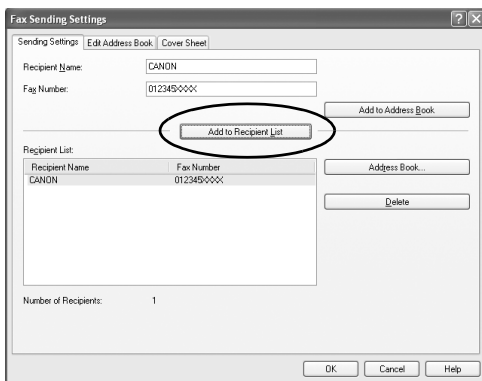 Fax Sending Settings
Sending Settings Edit Address Book Cover Sheet
Recipient Name: CANON
Fax Number: 012345XXXX
Add to Address Book
Add to Recipient List
Recipient List:
Recipient Name Fax Number
CANON 012345XXXX
Address Book...
Delete
Number of Recipients: 1
OK Cancel Help